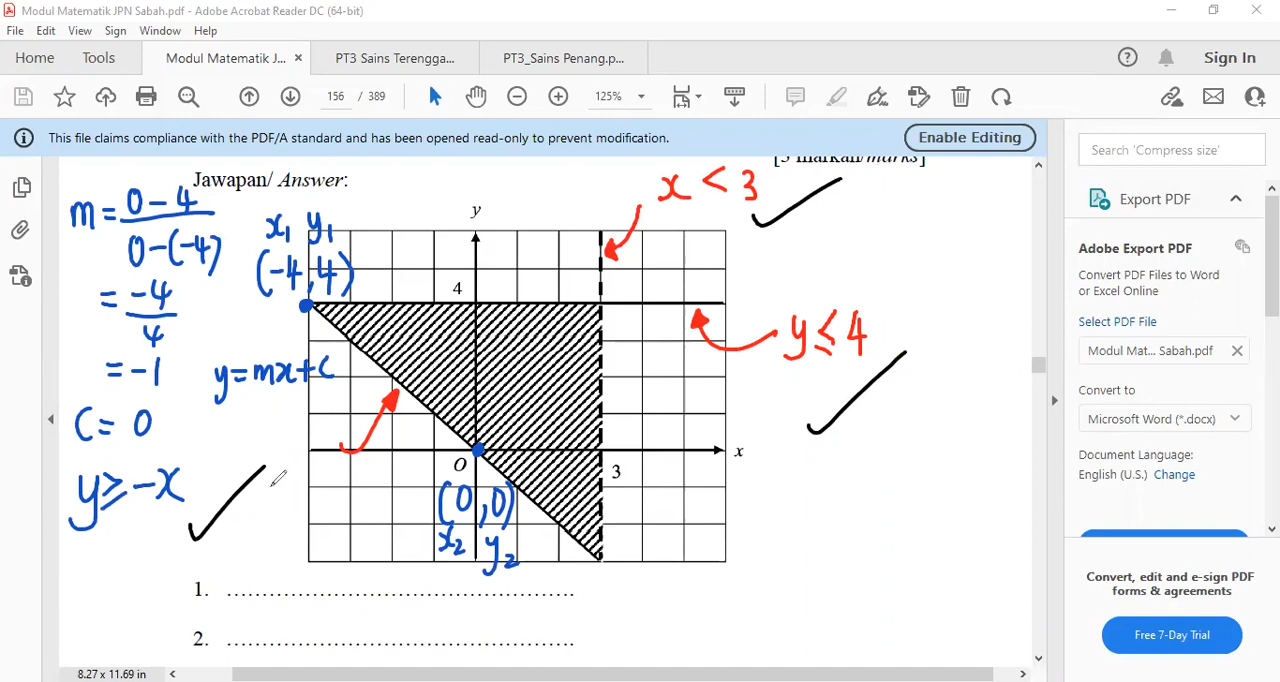 Modul Matematik JPN Sabah.pdf - Adobe Acrobat Reader DC (64-bit)
File Edit View Sign Window Help
Home Tools Modul Matematik J... × PT3 Sains Terengga... PT3_Sains Penang.p... Sign In
156 / 389 125%
This file claims compliance with the PDF/A standard and has been opened read-only to prevent modification. Enable Editing
[3 markah/marks]
Jawapan/ Answer:
x < 3
y
m = 0 - 4
0 - (-4)
x₁ y₁
(-4, 4)
4
= -4
4
y ≤ 4
= -1
y = mx + c
c = 0
x
O
3
y ≥ -x
(0, 0)
x₂ y₂
1. ……………………………………………….
2. ……………………………………………….
8.27 x 11.69 in
Search 'Compress size'
Export PDF
Adobe Export PDF
Convert PDF Files to Word
or Excel Online
Select PDF File
Modul Mat... Sabah.pdf
Convert to
Microsoft Word (*.docx)
Document Language:
English (U.S.) Change
Convert, edit and e-sign PDF
forms & agreements
Free 7-Day Trial